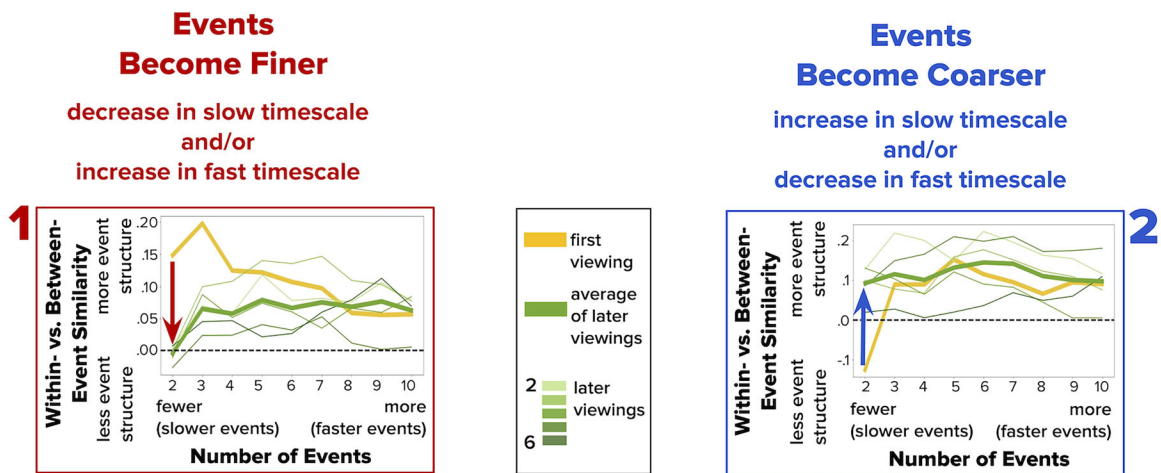 Events
Become Finer
decrease in slow timescale
and/or
increase in fast timescale
1
Within- vs. Between-
Event Similarity
more event
structure
less event
structure
.20
.15
.10
.05
.00
2 3 4 5 6 7 8 9 10
fewer more
(slower events) (faster events)
Number of Events
first
viewing
average
of later
viewings
2
later
viewings
6
Events
Become Coarser
increase in slow timescale
and/or
decrease in fast timescale
2
Within- vs. Between-
Event Similarity
more event
structure
less event
structure
.2
.1
.0
-.1
2 3 4 5 6 7 8 9 10
fewer more
(slower events) (faster events)
Number of Events